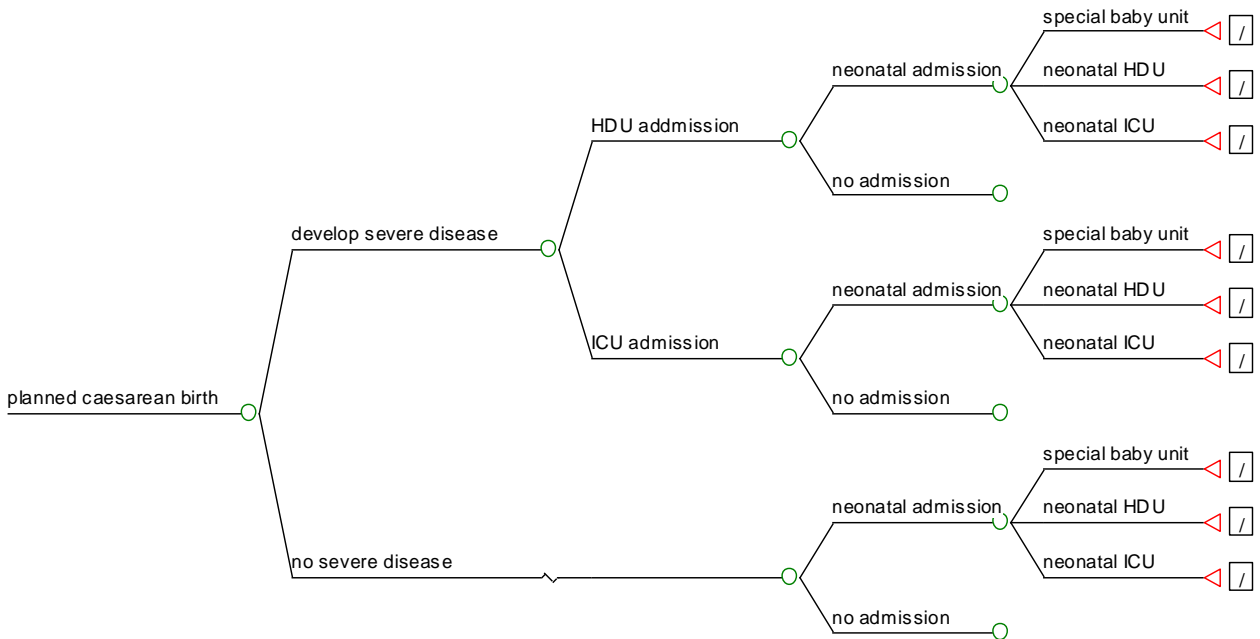 special baby unit
/
neonatal admission
neonatal HDU
/
HDU addmission
neonatal ICU
/
no admission
develop severe disease
special baby unit
/
neonatal admission
neonatal HDU
/
ICU admission
neonatal ICU
/
planned caesarean birth
no admission
special baby unit
/
neonatal admission
neonatal HDU
/
no severe disease
neonatal ICU
/
no admission